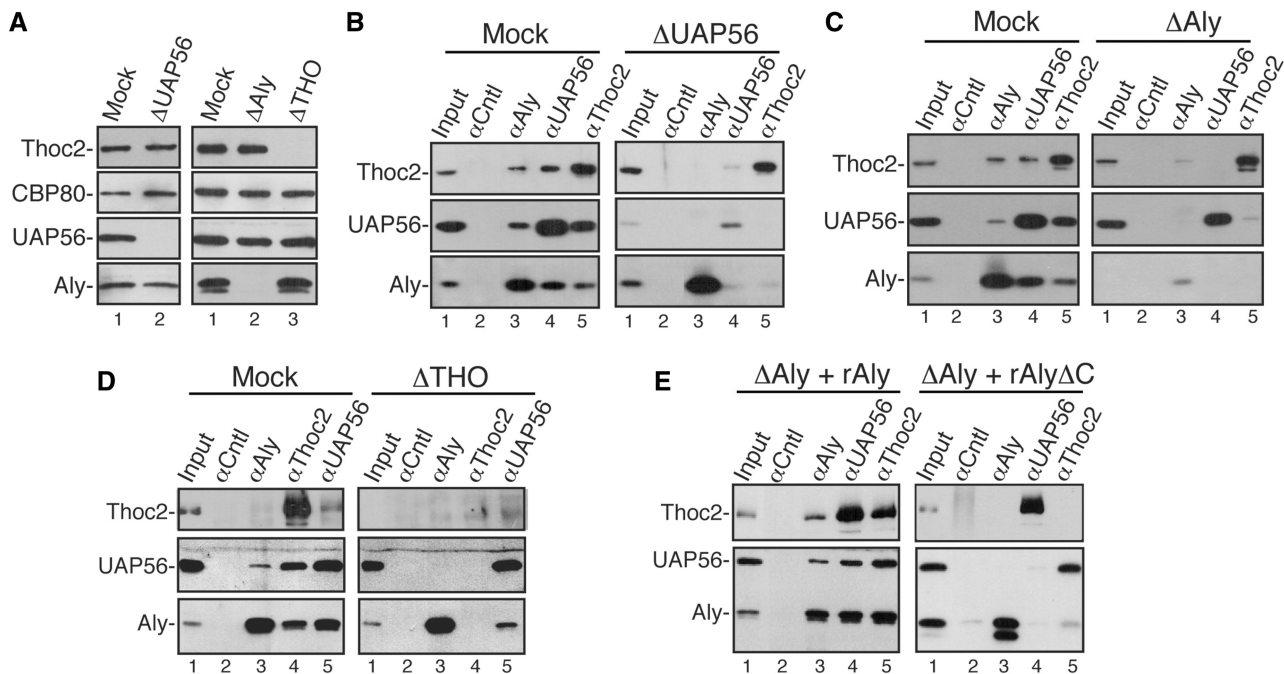 A
Mock
ΔUAP56
Mock
ΔAly
ΔTHO
Thoc2-
CBP80-
UAP56-
Aly-
1 2 1 2 3
B
Mock
ΔUAP56
Input
αCntl
αAly
αUAP56
αThoc2
Input
αCntl
αAly
αUAP56
αThoc2
Thoc2-
UAP56-
Aly-
1 2 3 4 5 1 2 3 4 5
C
Mock
ΔAly
Input
αCntl
αAly
αUAP56
αThoc2
Input
αCntl
αAly
αUAP56
αThoc2
Thoc2-
UAP56-
Aly-
1 2 3 4 5 1 2 3 4 5
D
Mock
ΔTHO
Input
αCntl
αAly
αThoc2
αUAP56
Input
αCntl
αAly
αThoc2
αUAP56
Thoc2-
UAP56-
Aly-
1 2 3 4 5 1 2 3 4 5
E
ΔAly + rAly
ΔAly + rAlyΔC
Input
αCntl
αAly
αUAP56
αThoc2
Input
αCntl
αAly
αUAP56
αThoc2
Thoc2-
UAP56-
Aly-
1 2 3 4 5 1 2 3 4 5